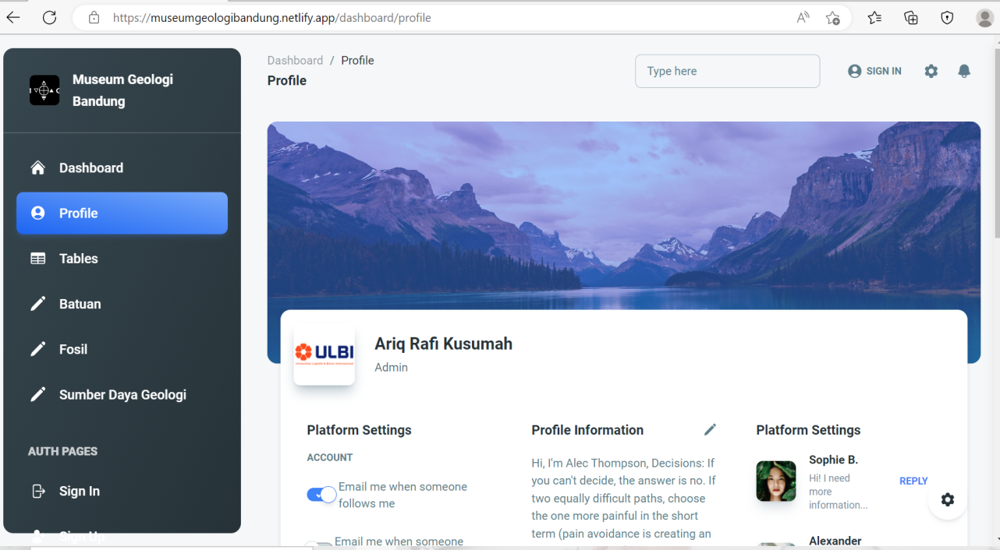 https://museumgeologibandung.netlify.app/dashboard/profile
Museum Geologi
Bandung
Dashboard
Profile
Tables
Batuan
Fosil
Sumber Daya Geologi
AUTH PAGES
Sign In
Sign Up
Dashboard / Profile
Profile
Type here
SIGN IN
ULBI
Ariq Rafi Kusumah
Admin
Platform Settings
ACCOUNT
Email me when someone
follows me
Email me when someone
Profile Information
Hi, I'm Alec Thompson, Decisions: If
you can't decide, the answer is no. If
two equally difficult paths, choose
the one more painful in the short
term (pain avoidance is creating an
Platform Settings
Sophie B.
Hi! I need
more
information...
REPLY
Alexander